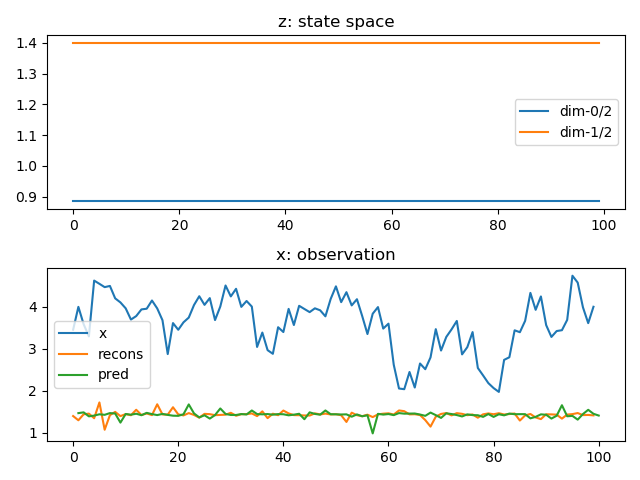 z: state space
1.4
1.3
1.2
1.1
1.0
0.9
dim-0/2
dim-1/2
0 20 40 60 80 100
x: observation
4
3
2
1
x
recons
pred
0 20 40 60 80 100